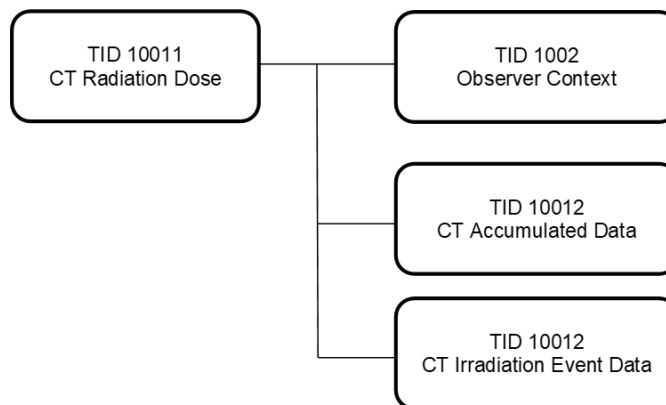 TID 10011
CT Radiation Dose
TID 1002
Observer Context
TID 10012
CT Accumulated Data
TID 10012
CT Irradiation Event Data